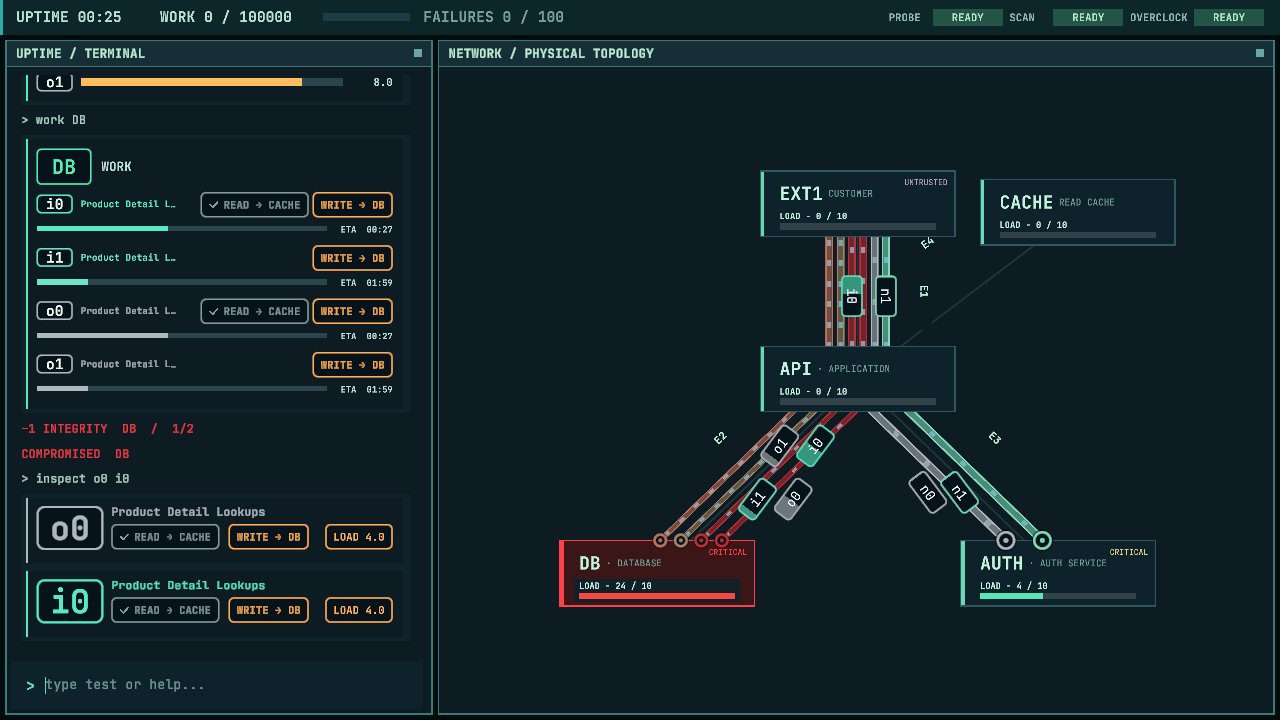 UPTIME 00:25 WORK 0 / 100000 FAILURES 0 / 100 PROBE READY SCAN READY OVERCLOCK READY
UPTIME / TERMINAL
o1 8.0
> work DB
DB WORK
i0 Product Detail L… ✓ READ → CACHE WRITE → DB
ETA 00:27
i1 Product Detail L… WRITE → DB
ETA 01:59
o0 Product Detail L… ✓ READ → CACHE WRITE → DB
ETA 00:27
o1 Product Detail L… WRITE → DB
ETA 01:59
−1 INTEGRITY DB / 1/2
COMPROMISED DB
> inspect o0 i0
o0 Product Detail Lookups
✓ READ → CACHE WRITE → DB LOAD 4.0
i0 Product Detail Lookups
✓ READ → CACHE WRITE → DB LOAD 4.0
> type test or help...
NETWORK / PHYSICAL TOPOLOGY
UNTRUSTED
EXT1 CUSTOMER
LOAD - 0 / 10
CACHE READ CACHE
LOAD - 0 / 10
E4
E1
i0
n1
API · APPLICATION
LOAD - 0 / 10
E2
E3
o1
i0
i1
o0
n0
n1
CRITICAL
DB · DATABASE
LOAD - 24 / 10
CRITICAL
AUTH · AUTH SERVICE
LOAD - 4 / 10